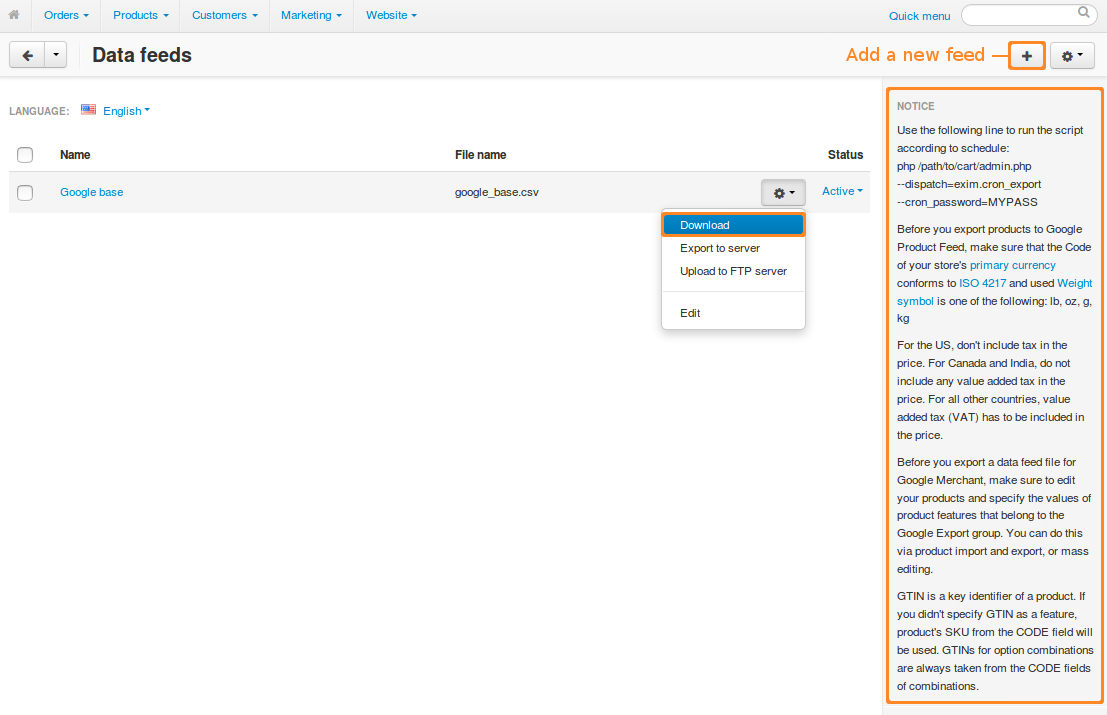 Orders Products Customers Marketing Website Quick menu
Data feeds Add a new feed
LANGUAGE: English
Name File name Status
Google base google_base.csv Active
Download
Export to server
Upload to FTP server
Edit
NOTICE
Use the following line to run the script
according to schedule:
php /path/to/cart/admin.php
--dispatch=exim.cron_export
--cron_password=MYPASS
Before you export products to Google
Product Feed, make sure that the Code
of your store's primary currency
conforms to ISO 4217 and used Weight
symbol is one of the following: lb, oz, g,
kg
For the US, don't include tax in the
price. For Canada and India, do not
include any value added tax in the
price. For all other countries, value
added tax (VAT) has to be included in
the price.
Before you export a data feed file for
Google Merchant, make sure to edit
your products and specify the values of
product features that belong to the
Google Export group. You can do this
via product import and export, or mass
editing.
GTIN is a key identifier of a product. If
you didn't specify GTIN as a feature,
product's SKU from the CODE field will
be used. GTINs for option combinations
are always taken from the CODE fields
of combinations.